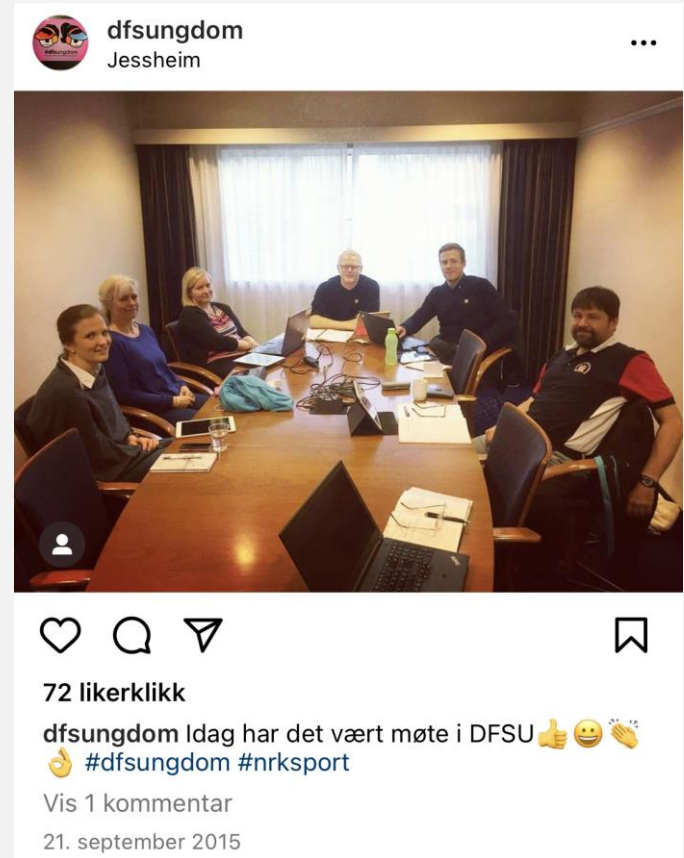 dfsungdom
Jessheim
72 likerklikk
dfsungdom Idag har det vært møte i DFSU👍😀👏
👌 #dfsungdom #nrksport
Vis 1 kommentar
21. september 2015